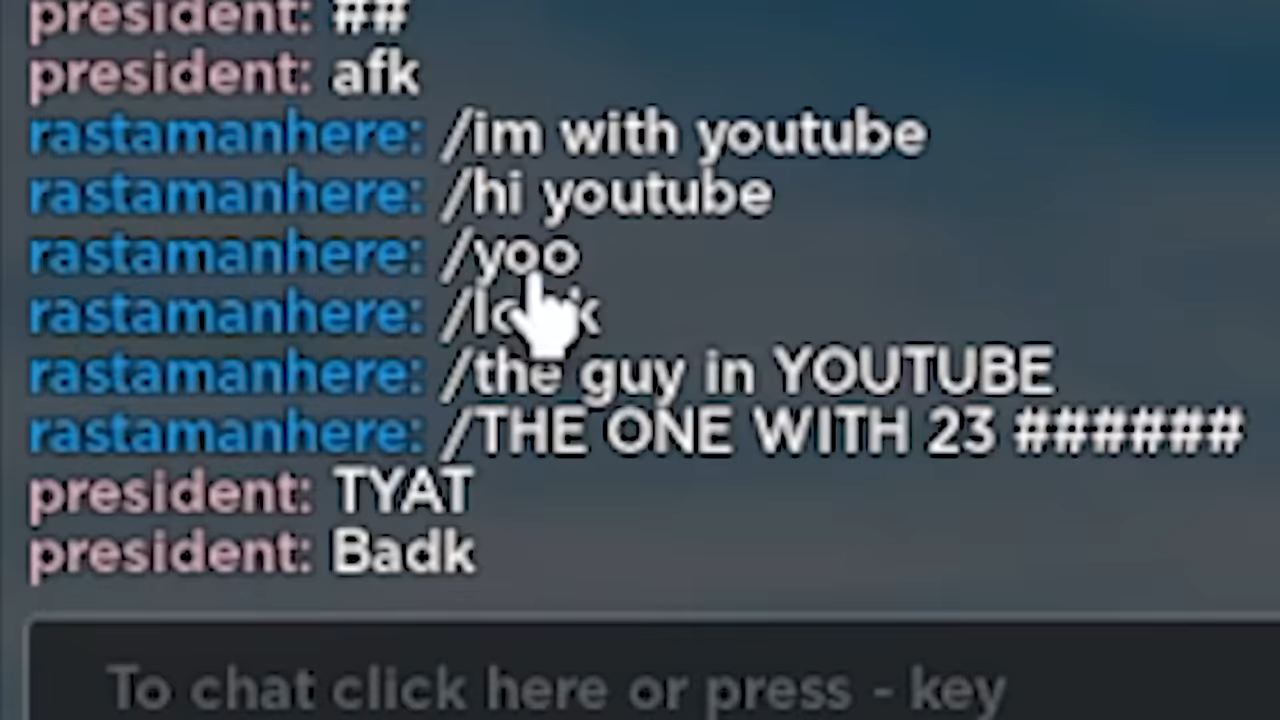 president: ##
president: afk
rastamanhere: /im with youtube
rastamanhere: /hi youtube
rastamanhere: /yoo
rastamanhere:
rastamanhere: /the guy in YOUTUBE
rastamanhere: /THE ONE WITH 23 ######
president: TYAT
president: Badk
To chat click here or press - key